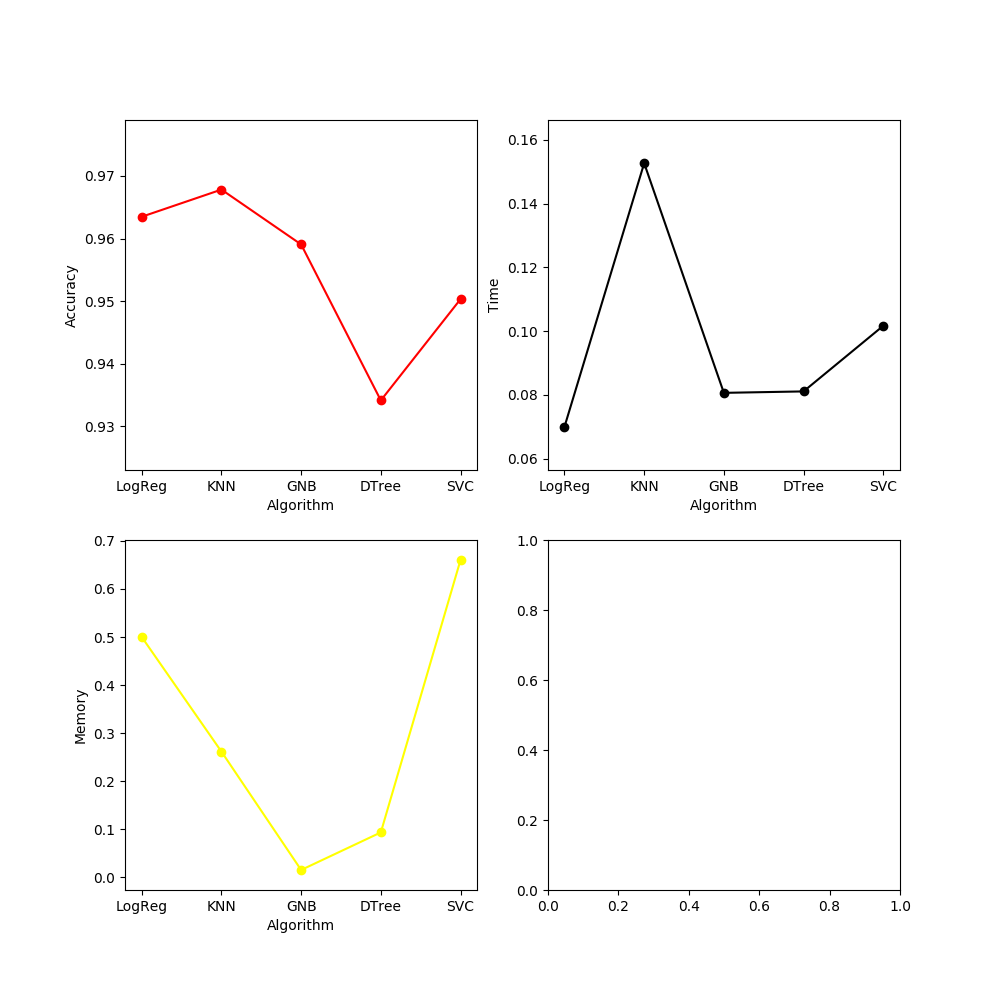 0.97
0.96
0.95
0.94
0.93
Accuracy
LogReg KNN GNB DTree SVC
Algorithm
0.16
0.14
0.12
0.10
0.08
0.06
Time
LogReg KNN GNB DTree SVC
Algorithm
0.7
0.6
0.5
0.4
0.3
0.2
0.1
0.0
Memory
LogReg KNN GNB DTree SVC
Algorithm
1.0
0.8
0.6
0.4
0.2
0.0
0.0 0.2 0.4 0.6 0.8 1.0